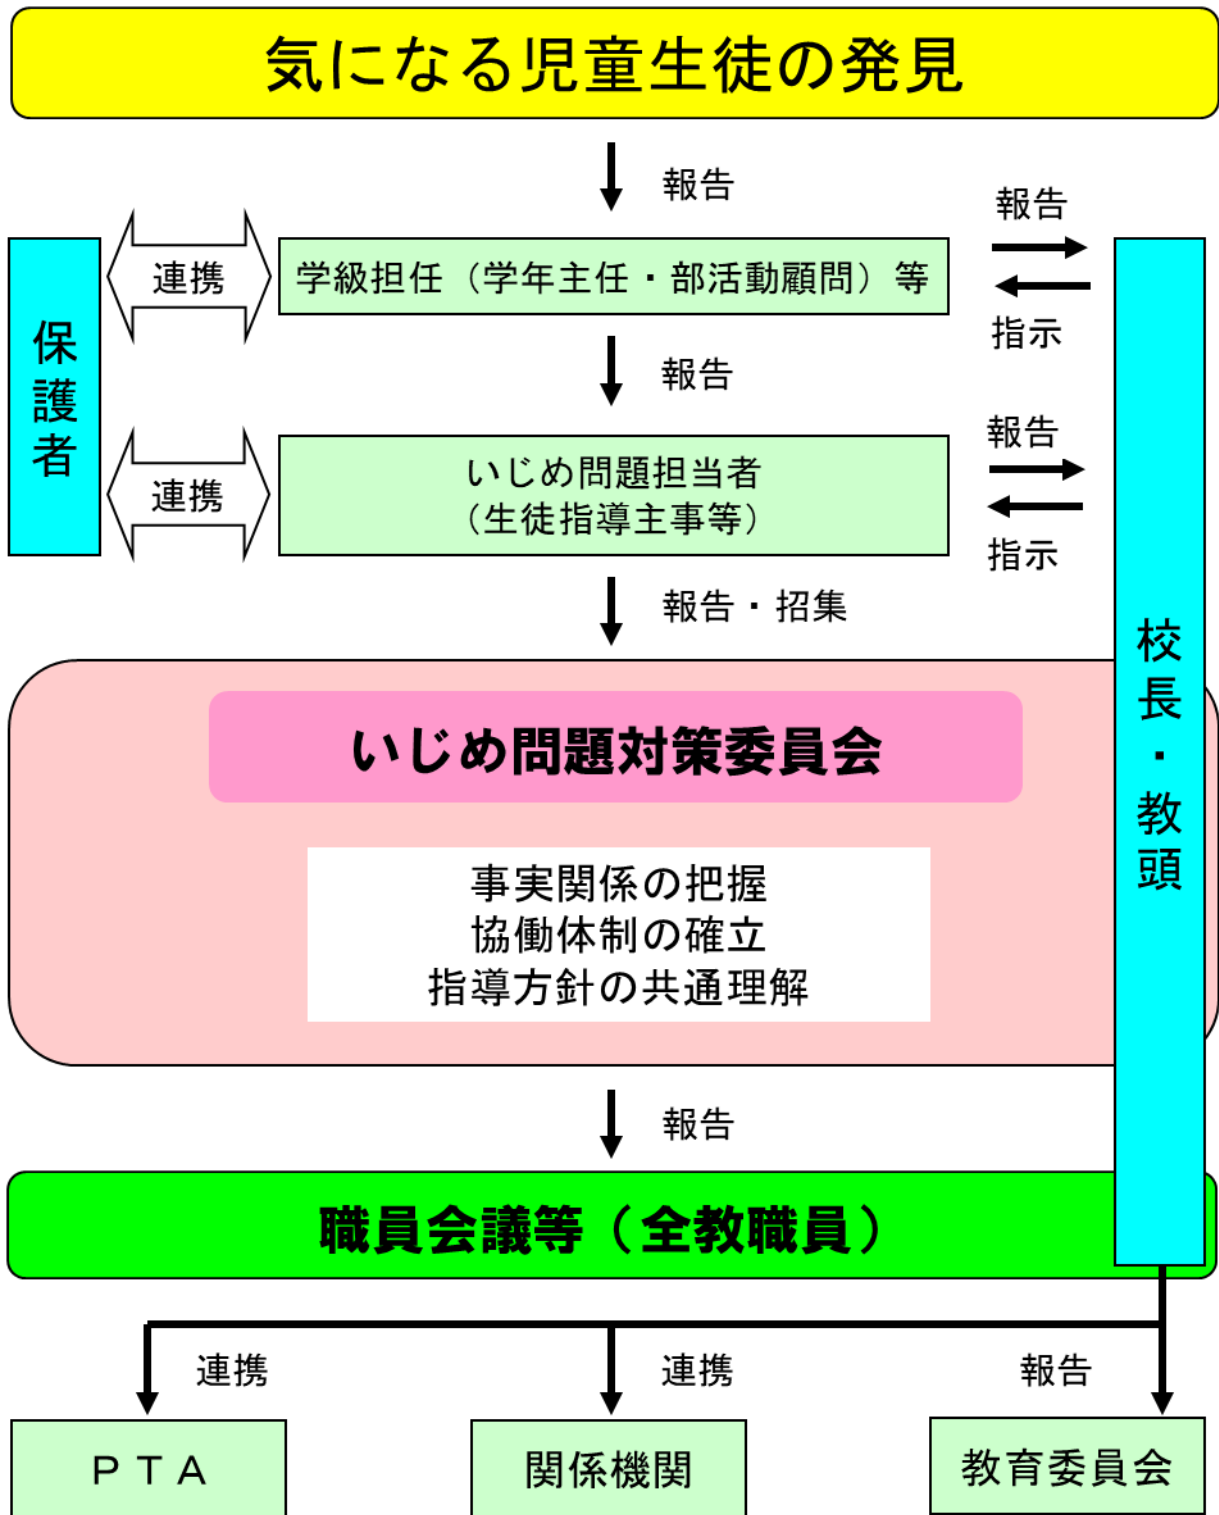 気になる児童生徒の発見
報告
報告
連携
学級担任（学年主任・部活動顧問）等
指示
保護者
報告
報告
連携
いじめ問題担当者
（生徒指導主事等）
指示
報告・招集
校長・教頭
いじめ問題対策委員会
事実関係の把握
協働体制の確立
指導方針の共通理解
報告
職員会議等（全教職員）
連携
連携
報告
ＰＴＡ
関係機関
教育委員会